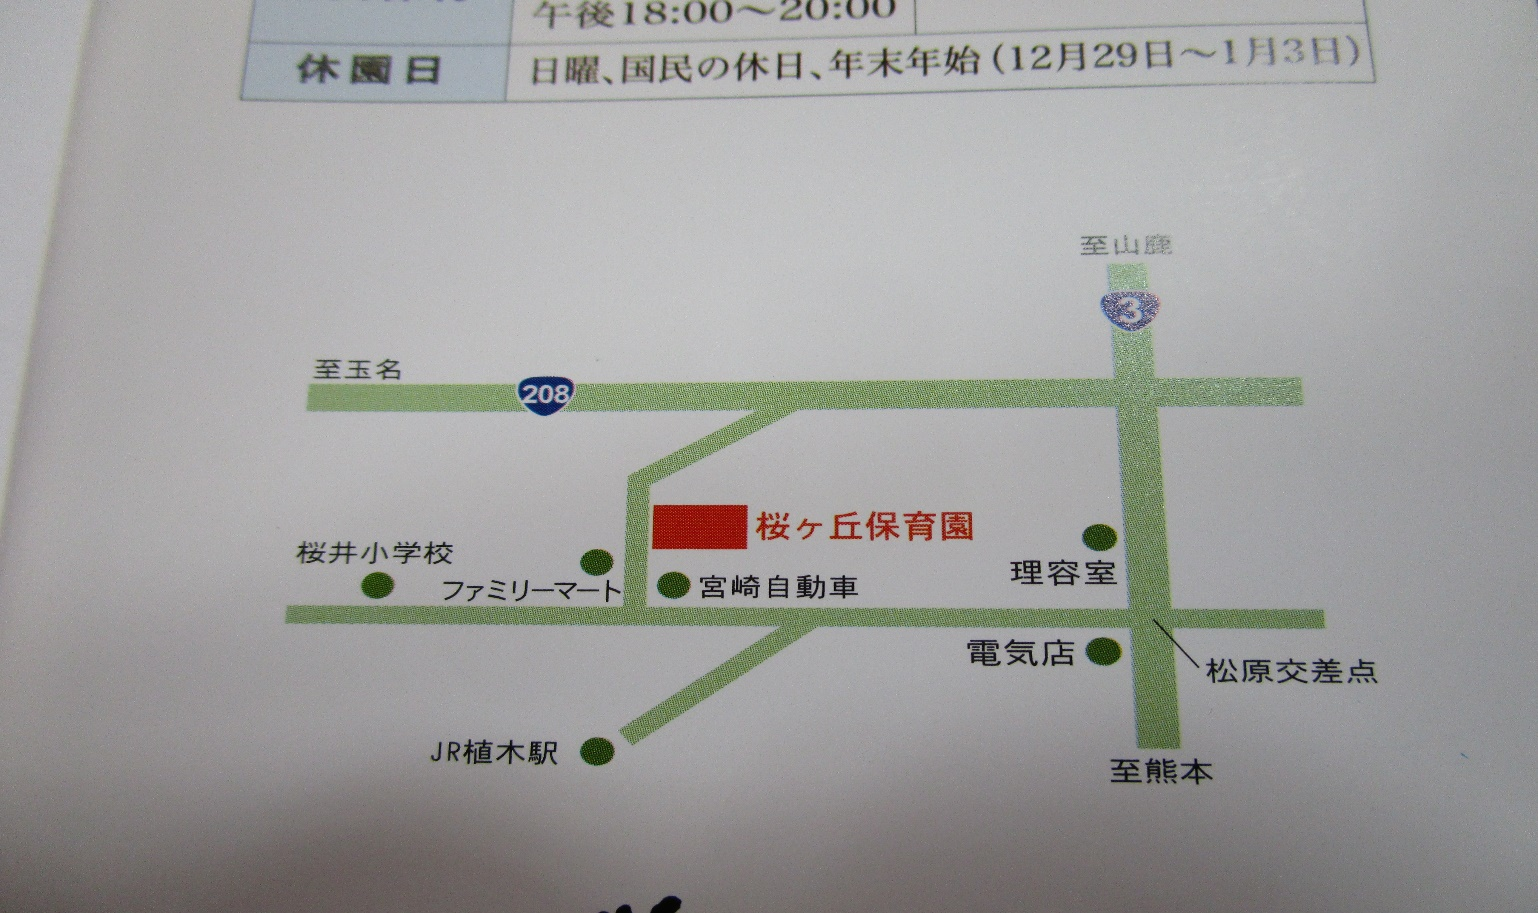 午後18:00〜20:00
休園日 日曜、国民の休日、年末年始(12月29日〜1月3日)
至山鹿
3
至玉名
208
桜ヶ丘保育園
桜井小学校
ファミリーマート
宮崎自動車
理容室
電気店
松原交差点
JR植木駅
至熊本